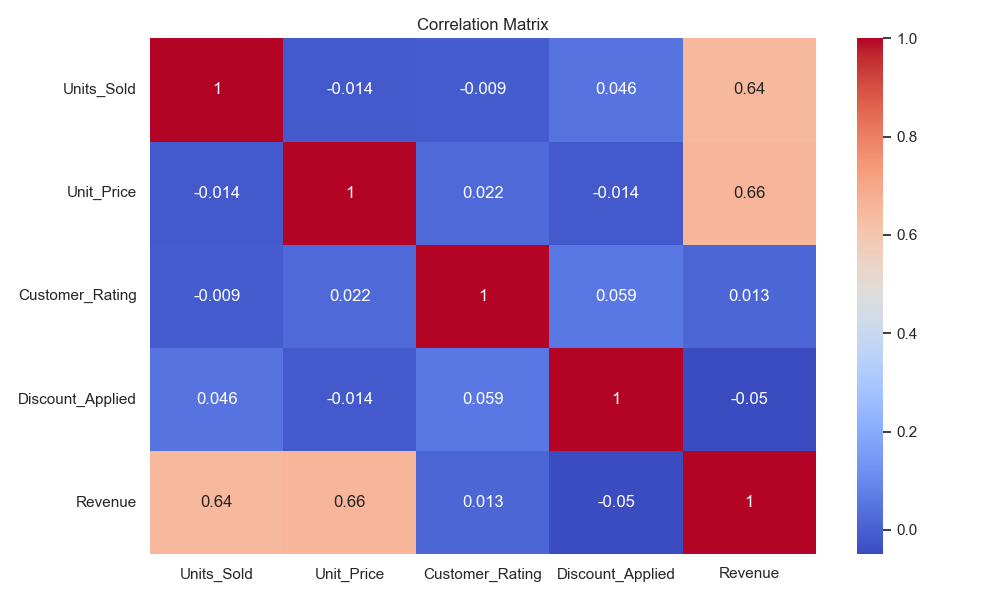 Correlation Matrix
Units_Sold 1 -0.014 -0.009 0.046 0.64
Unit_Price -0.014 1 0.022 -0.014 0.66
Customer_Rating -0.009 0.022 1 0.059 0.013
Discount_Applied 0.046 -0.014 0.059 1 -0.05
Revenue 0.64 0.66 0.013 -0.05 1
Units_Sold Unit_Price Customer_Rating Discount_Applied Revenue
1.0
0.8
0.6
0.4
0.2
0.0